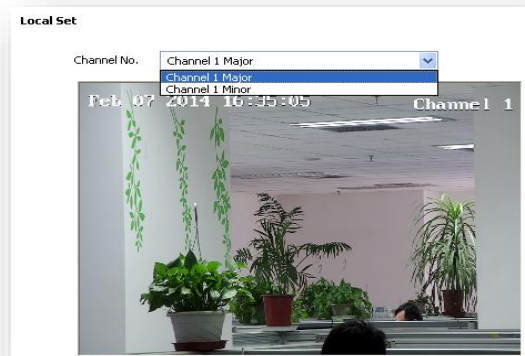 Local Set
Channel No.
Channel 1 Major
Channel 1 Major
Channel 1 Minor
Feb 07 2014 16:35:05
Channel 1